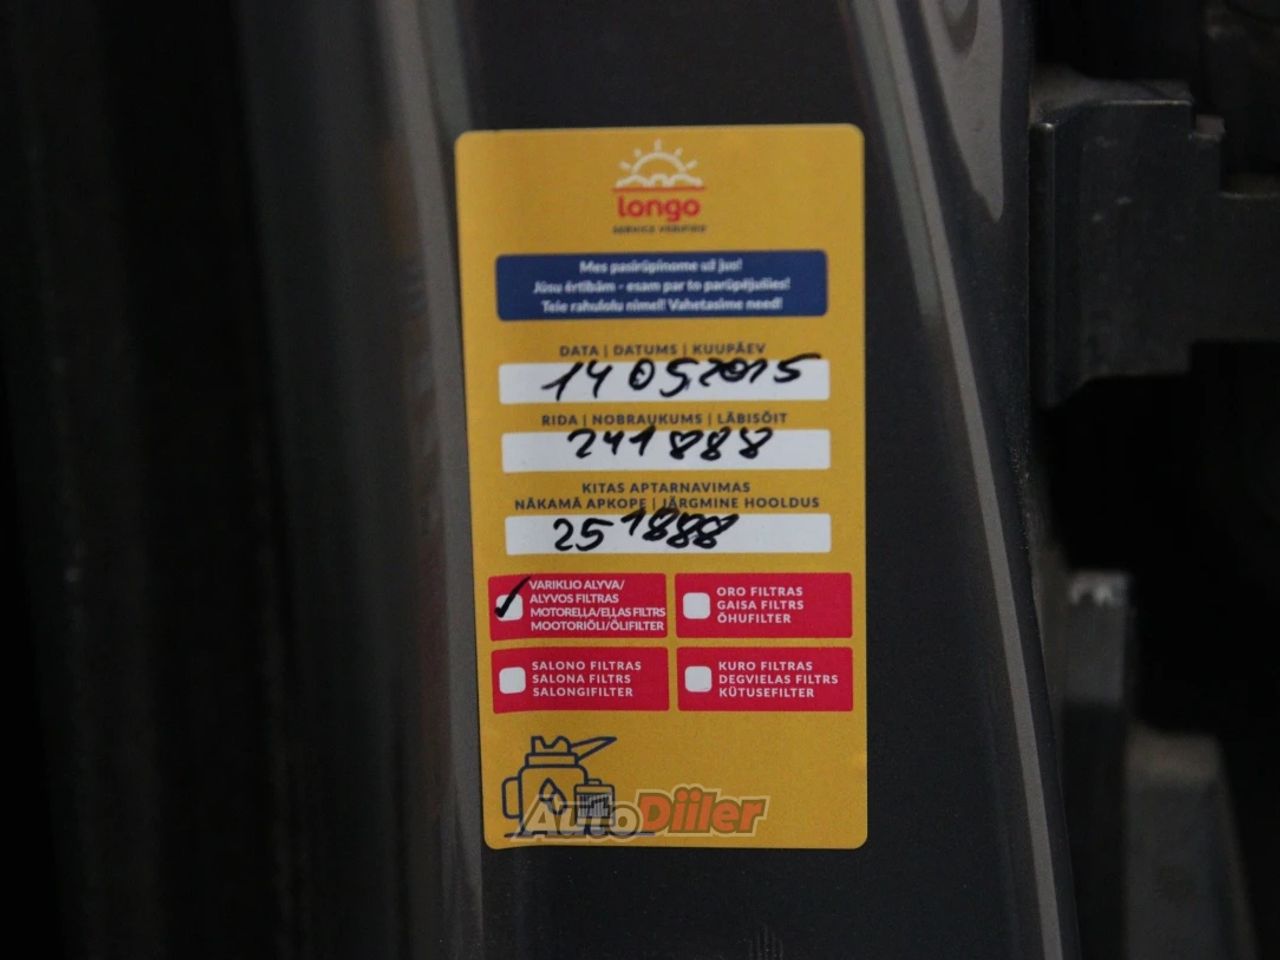 longo
SERVICE VERIFIED
Mes pasirūpinome už jus!
Jūsu ērtībām - esam par to parūpējušies!
Teie rahulolu nimel! Vahetasime need!
DATA | DATUMS | KUUPÄEV
14 05 2025
RIDA | NOBRAUKUMS | LÄBISÕIT
241888
KITAS APTARNAVIMAS
NĀKAMĀ APKOPE | JÄRGMINE HOOLDUS
251888
VARIKLIO ALYVA/
ALYVOS FILTRAS
MOTOREĻĻA/EĻĻAS FILTRS
MOOTORIÕLI/ÕLIFILTER
ORO FILTRAS
GAISA FILTRS
ÕHUFILTER
SALONO FILTRAS
SALONA FILTRS
SALONGIFILTER
KURO FILTRAS
DEGVIELAS FILTRS
KÜTUSEFILTER
AutoDiiler